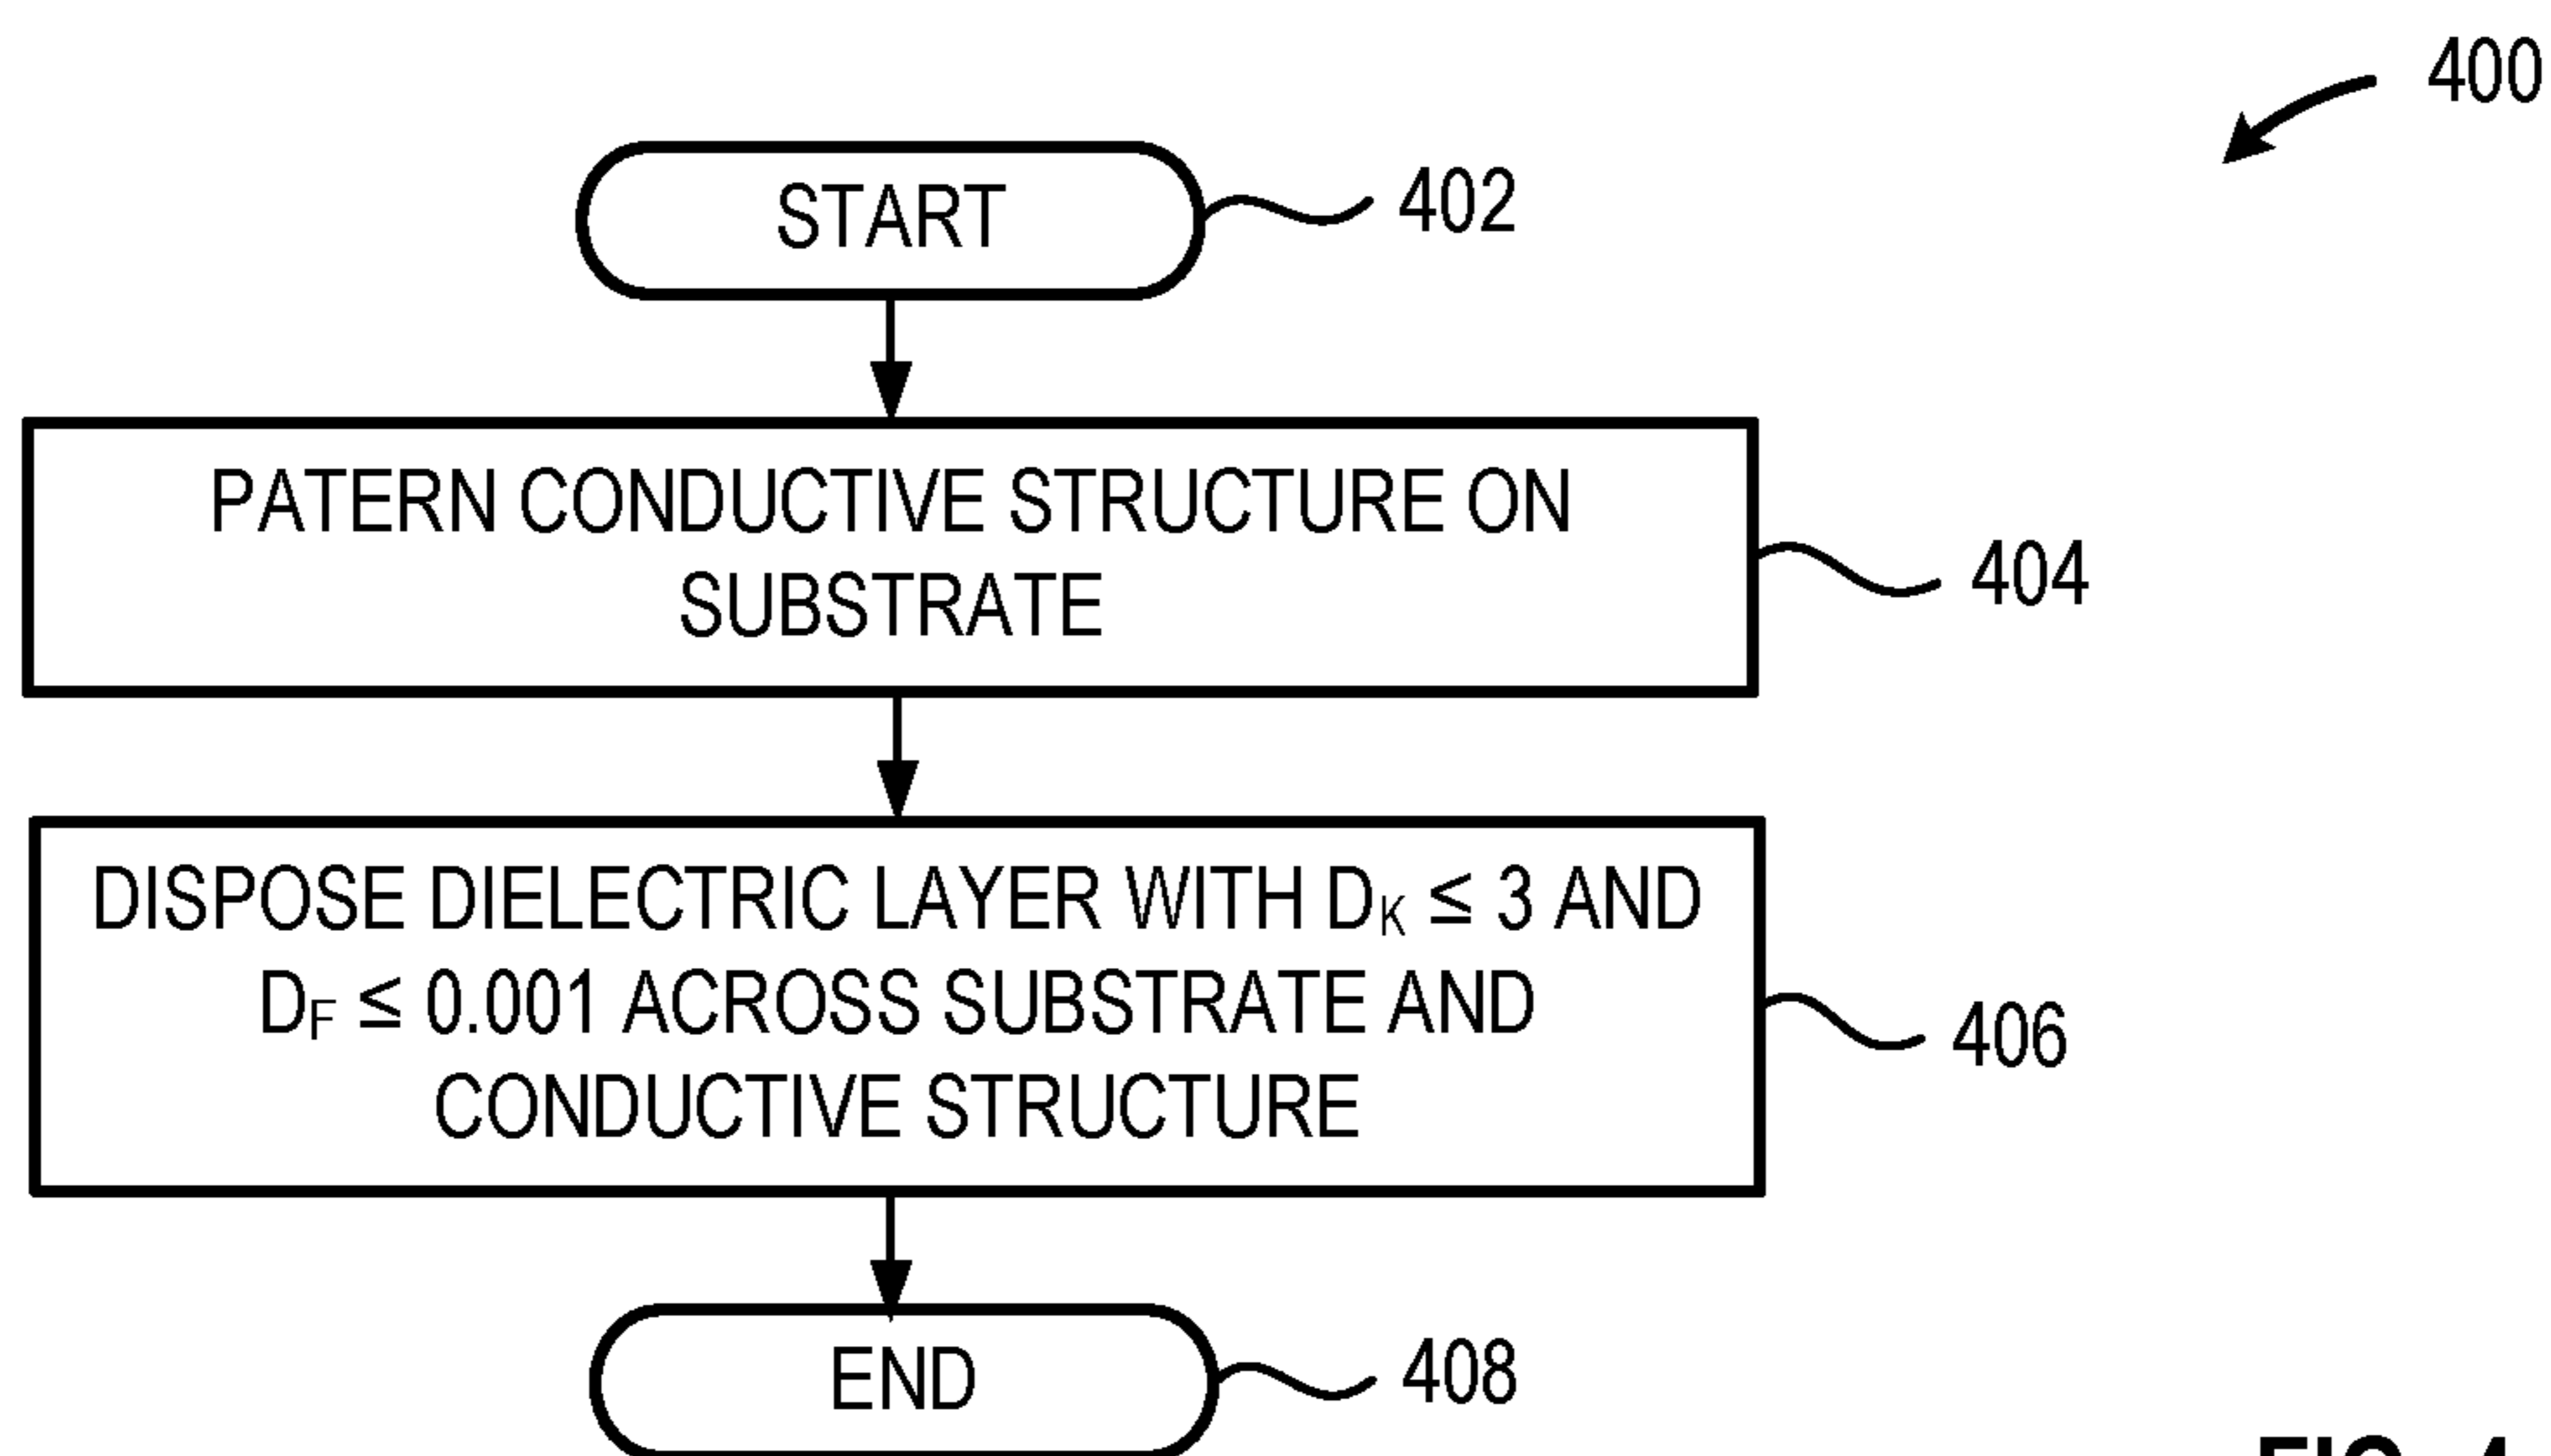 400
START
402
PATERN CONDUCTIVE STRUCTURE ON
SUBSTRATE
404
DISPOSE DIELECTRIC LAYER WITH DK ≤ 3 AND
DF ≤ 0.001 ACROSS SUBSTRATE AND
CONDUCTIVE STRUCTURE
406
END
408